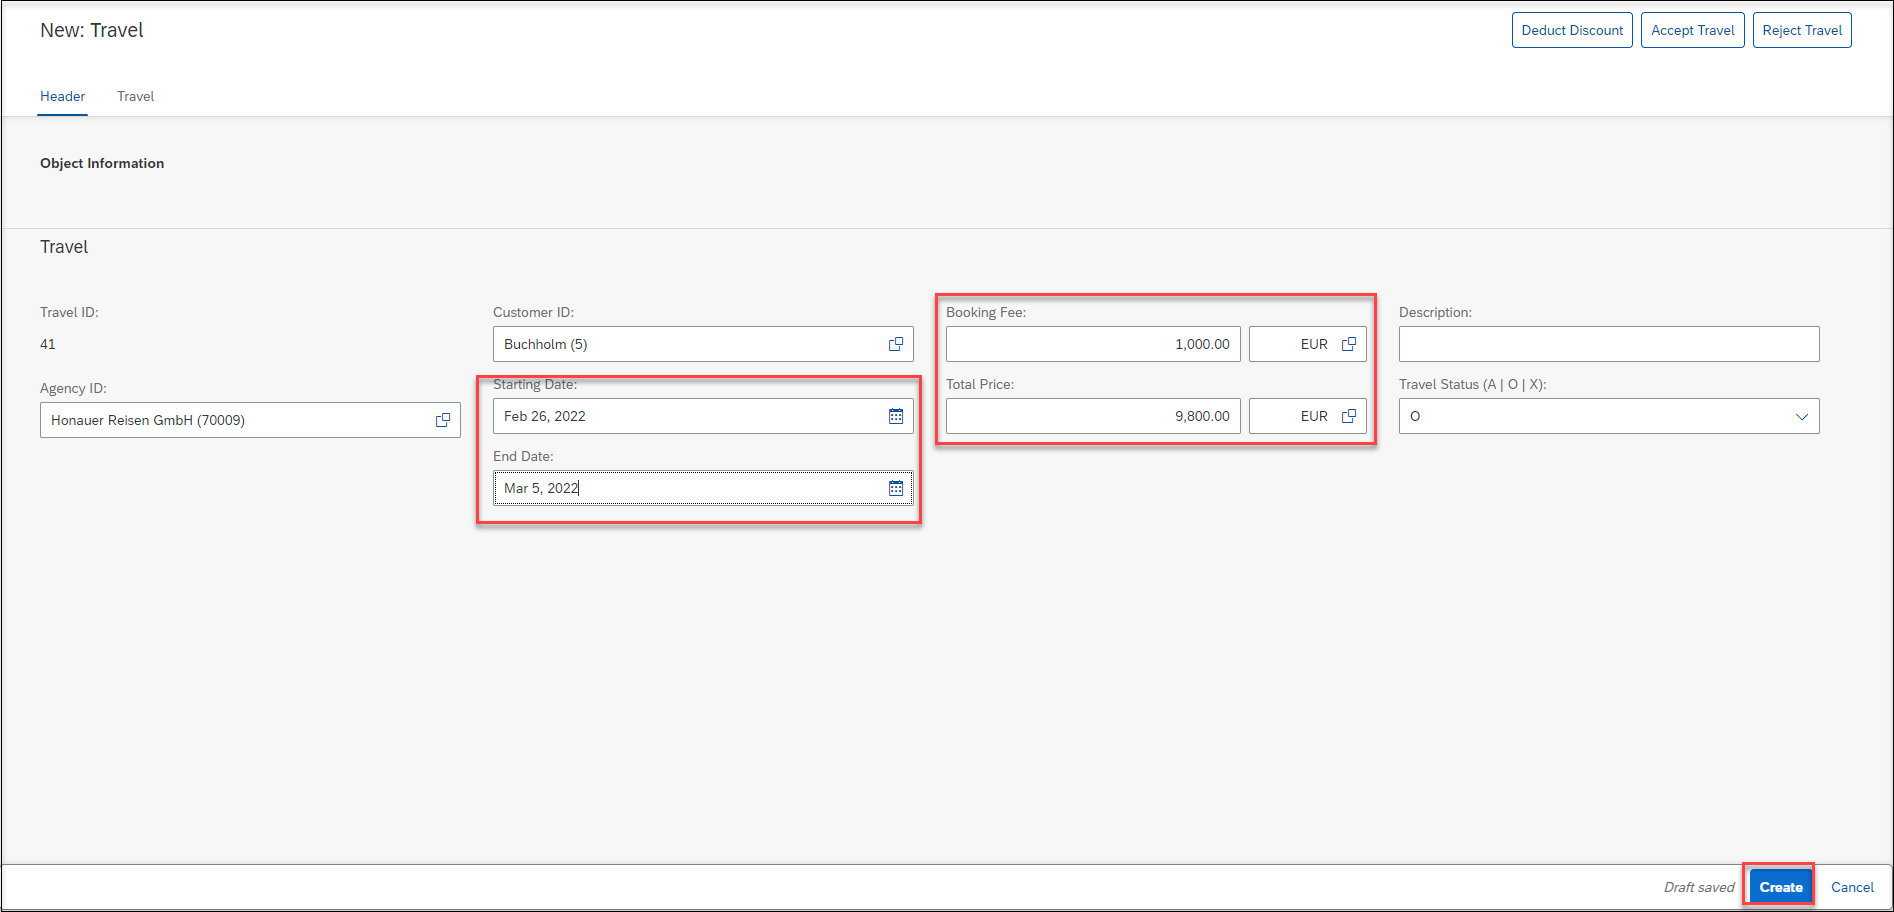 New: Travel
Deduct Discount
Accept Travel
Reject Travel
Header
Travel
Object Information
Travel
Travel ID:
41
Agency ID:
Honauer Reisen GmbH (70009)
Customer ID:
Buchholm (5)
Starting Date:
Feb 26, 2022
End Date:
Mar 5, 2022
Booking Fee:
1,000.00
EUR
Total Price:
9,800.00
EUR
Description:
Travel Status (A | O | X):
O
Draft saved
Create
Cancel